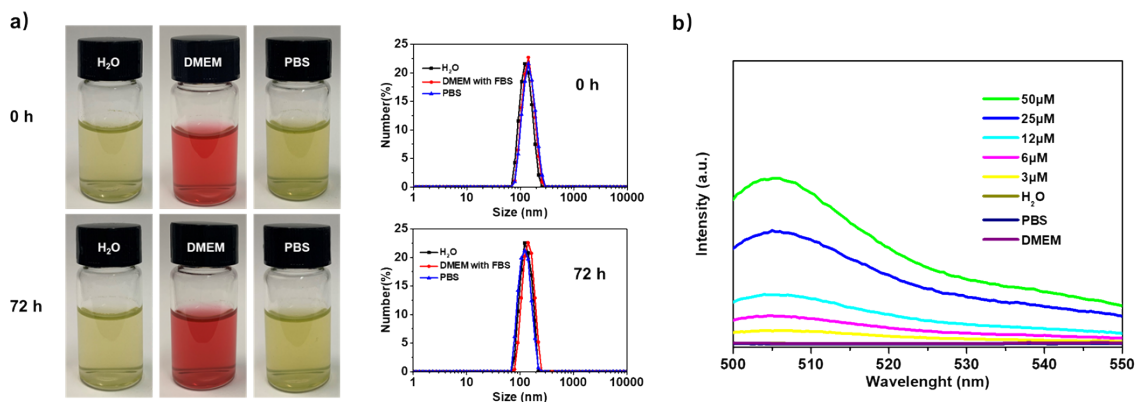 a)
H₂O
DMEM
PBS
0 h
25
20
15
10
5
0
Number(%)
H₂O
DMEM with FBS
PBS
0 h
1
10
100
1000
10000
Size (nm)
H₂O
DMEM
PBS
72 h
25
20
15
10
5
0
Number(%)
H₂O
DMEM with FBS
PBS
72 h
1
10
100
1000
10000
Size (nm)
b)
Intensity (a.u.)
50μM
25μM
12μM
6μM
3μM
H₂O
PBS
DMEM
500
510
520
530
540
550
Wavelenght (nm)